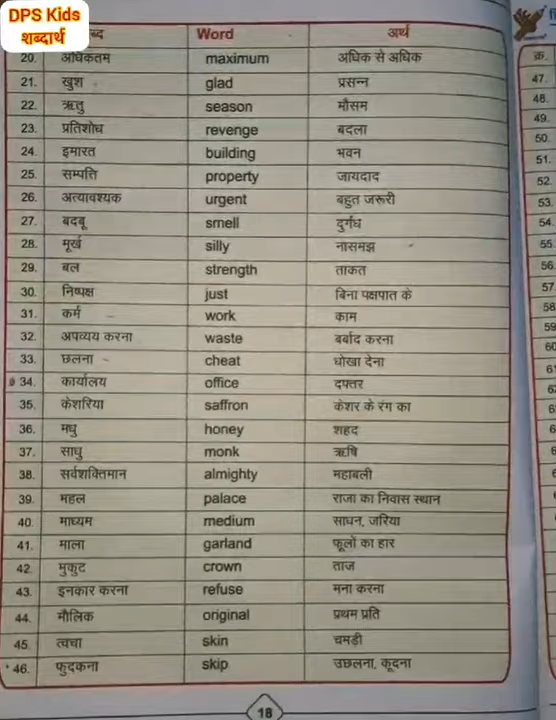 DPS Kids
शब्दार्थ
ब्द Word अर्थ
20. अधिकतम maximum अधिक से अधिक
21. खुश glad प्रसन्न
22. ऋतु season मौसम
23. प्रतिशोध revenge बदला
24. इमारत building भवन
25. सम्पति property जायदाद
26. अत्यावश्यक urgent बहुत जरूरी
27. बदबू smell दुर्गंध
28. मूर्ख silly नासमझ
29. बल strength ताकत
30. निष्पक्ष just बिना पक्षपात के
31. कर्म work काम
32. अपव्यय करना waste बर्बाद करना
33. छलना cheat धोखा देना
34. कार्यालय office दफ्तर
35. केशरिया saffron केशर के रंग का
36. मधु honey शहद
37. साधु monk ऋषि
38. सर्वशक्तिमान almighty महाबली
39. महल palace राजा का निवास स्थान
40. माध्यम medium साधन, जरिया
41. माला garland फूलों का हार
42. मुकुट crown ताज
43. इनकार करना refuse मना करना
44. मौलिक original प्रथम प्रति
45. त्वचा skin चमड़ी
46. फुदकना skip उछलना, कूदना
18
क्र.
47.
48.
49.
50.
51.
52.
53.
54.
55
56
57
58
59
60